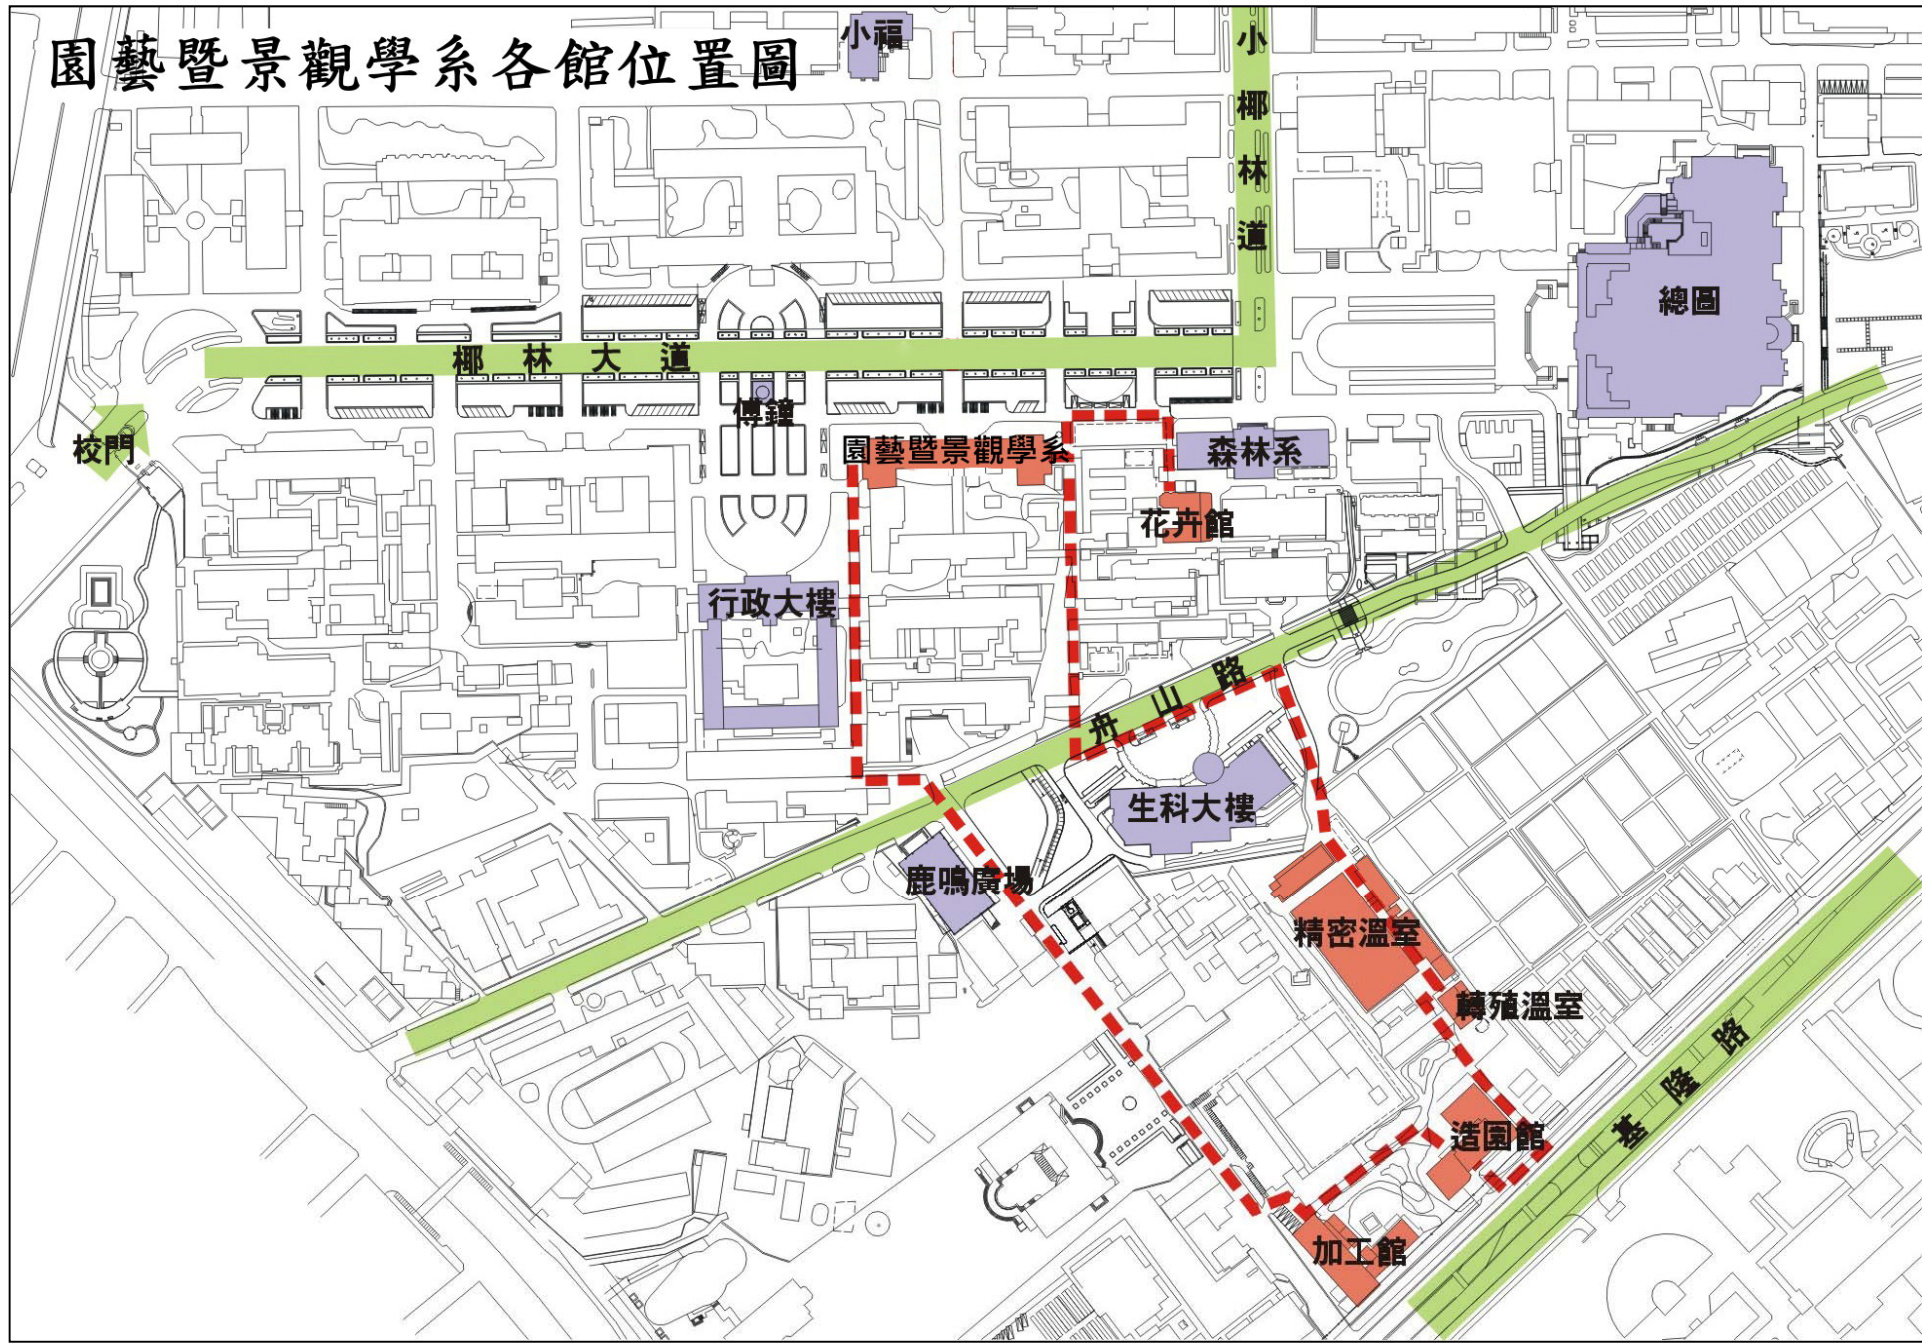 園藝暨景觀學系各館位置圖
小福
小椰林道
總圖
椰林大道
傅鐘
校門
園藝暨景觀學系
森林系
花卉館
行政大樓
舟山路
生科大樓
鹿鳴廣場
精密溫室
轉殖溫室
基隆路
造園館
加工館